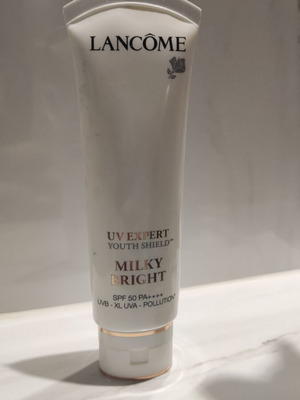 LANCÔME
UV EXPERT
YOUTH SHIELD™
MILKY
BRIGHT
SPF 50 PA++++
UVB - XL UVA - POLLUTION*